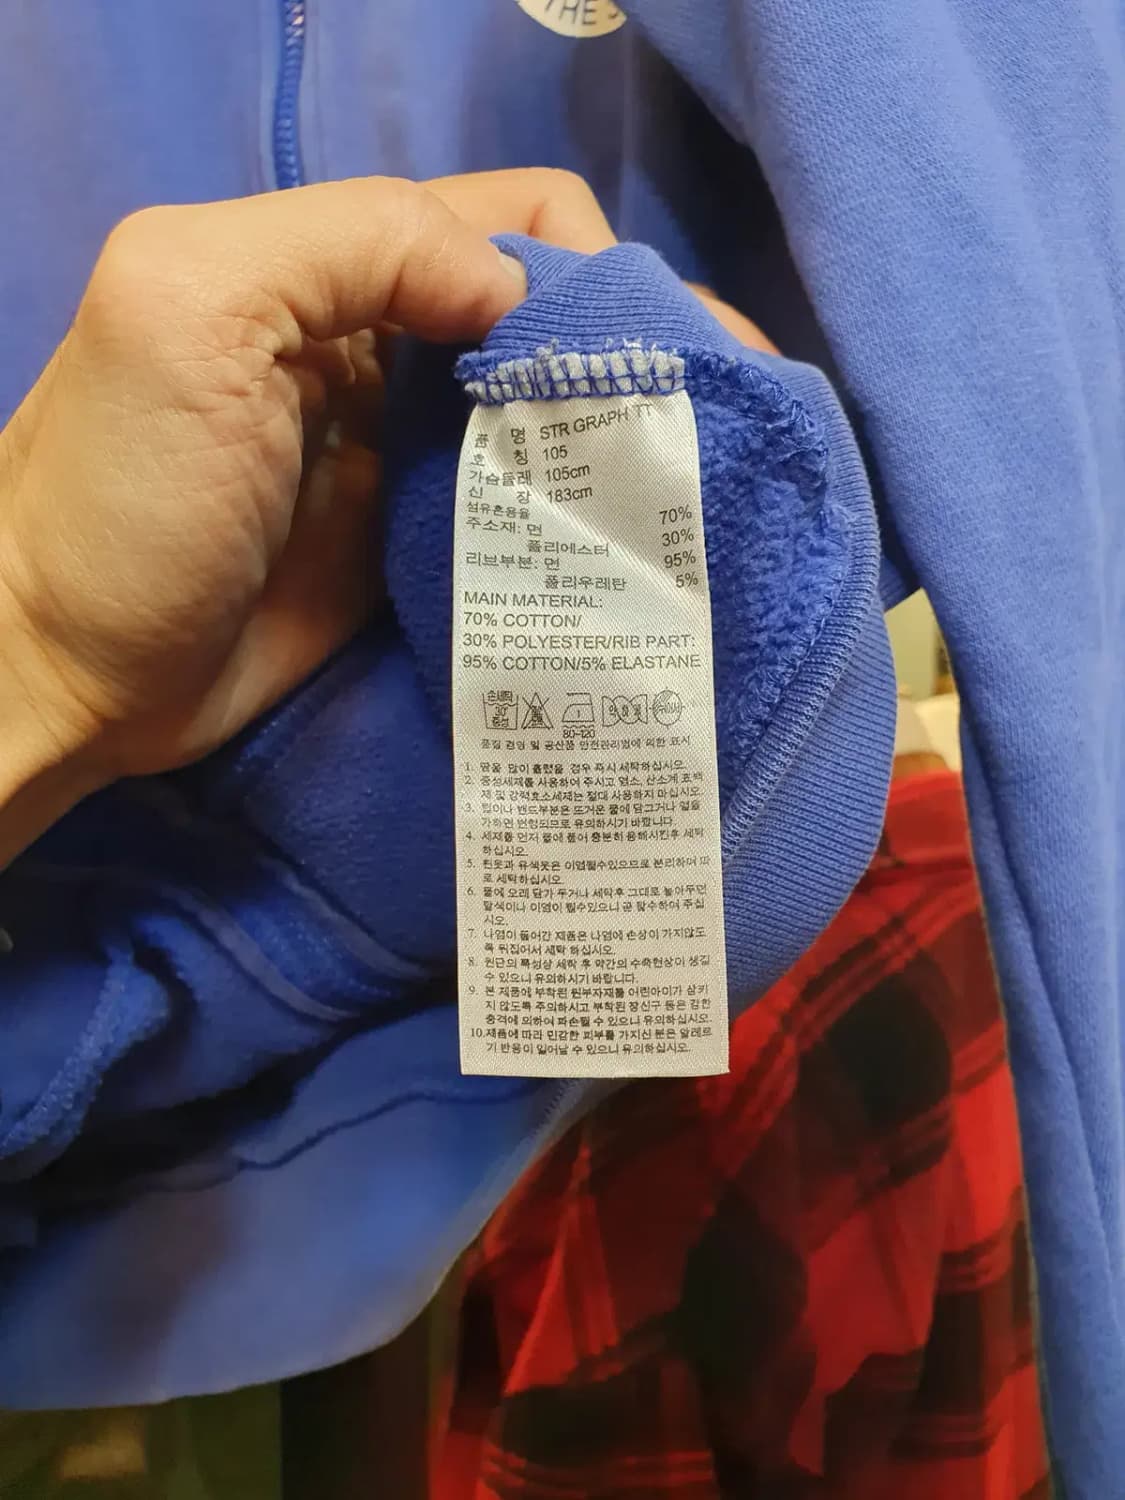 THE
품 명 STR GRAPH TT
호 칭 105
가슴둘레 105cm
신 장 183cm
섬유혼용율
주소재: 면 70%
폴리에스터 30%
리브부분: 면 95%
폴리우레탄 5%
MAIN MATERIAL:
70% COTTON/
30% POLYESTER/RIB PART:
95% COTTON/5% ELASTANE
손세탁
30°
중성
80~120
품질 경영 및 공산품 안전관리법에 의한 표시
1. 땀을 많이 흘렸을 경우 즉시 세탁하십시오.
2. 중성세제를 사용하여 주시고 염소, 산소계 표백
제 및 강력효소세제는 절대 사용하지 마십시오.
3. 립이나 밴드부분은 뜨거운 물에 담그거나 열을
가하면 변형되므로 유의하시기 바랍니다.
4. 세제를 먼저 물에 풀어 충분히 용해시킨후 세탁
하십시오.
5. 흰옷과 유색옷은 이염될수있으므로 분리하여 따
로 세탁하십시오.
6. 물에 오래 담가 두거나 세탁후 그대로 놓아두면
탈색이나 이염이 될수있으니 곧 탈수하여 주십
시오.
7. 나염이 들어간 제품은 나염에 손상이 가지않도
록 뒤집어서 세탁 하십시오.
8. 원단의 특성상 세탁 후 약간의 수축현상이 생길
수 있으니 유의하시기 바랍니다.
9. 본 제품에 부착된 원부자재를 어린아이가 삼키
지 않도록 주의하시고 부착된 장신구 등은 강한
충격에 의하여 파손될 수 있으니 유의하십시오.
10. 제품에 따라 민감한 피부를 가지신 분은 알레르
기 반응이 일어날 수 있으니 유의하십시오.